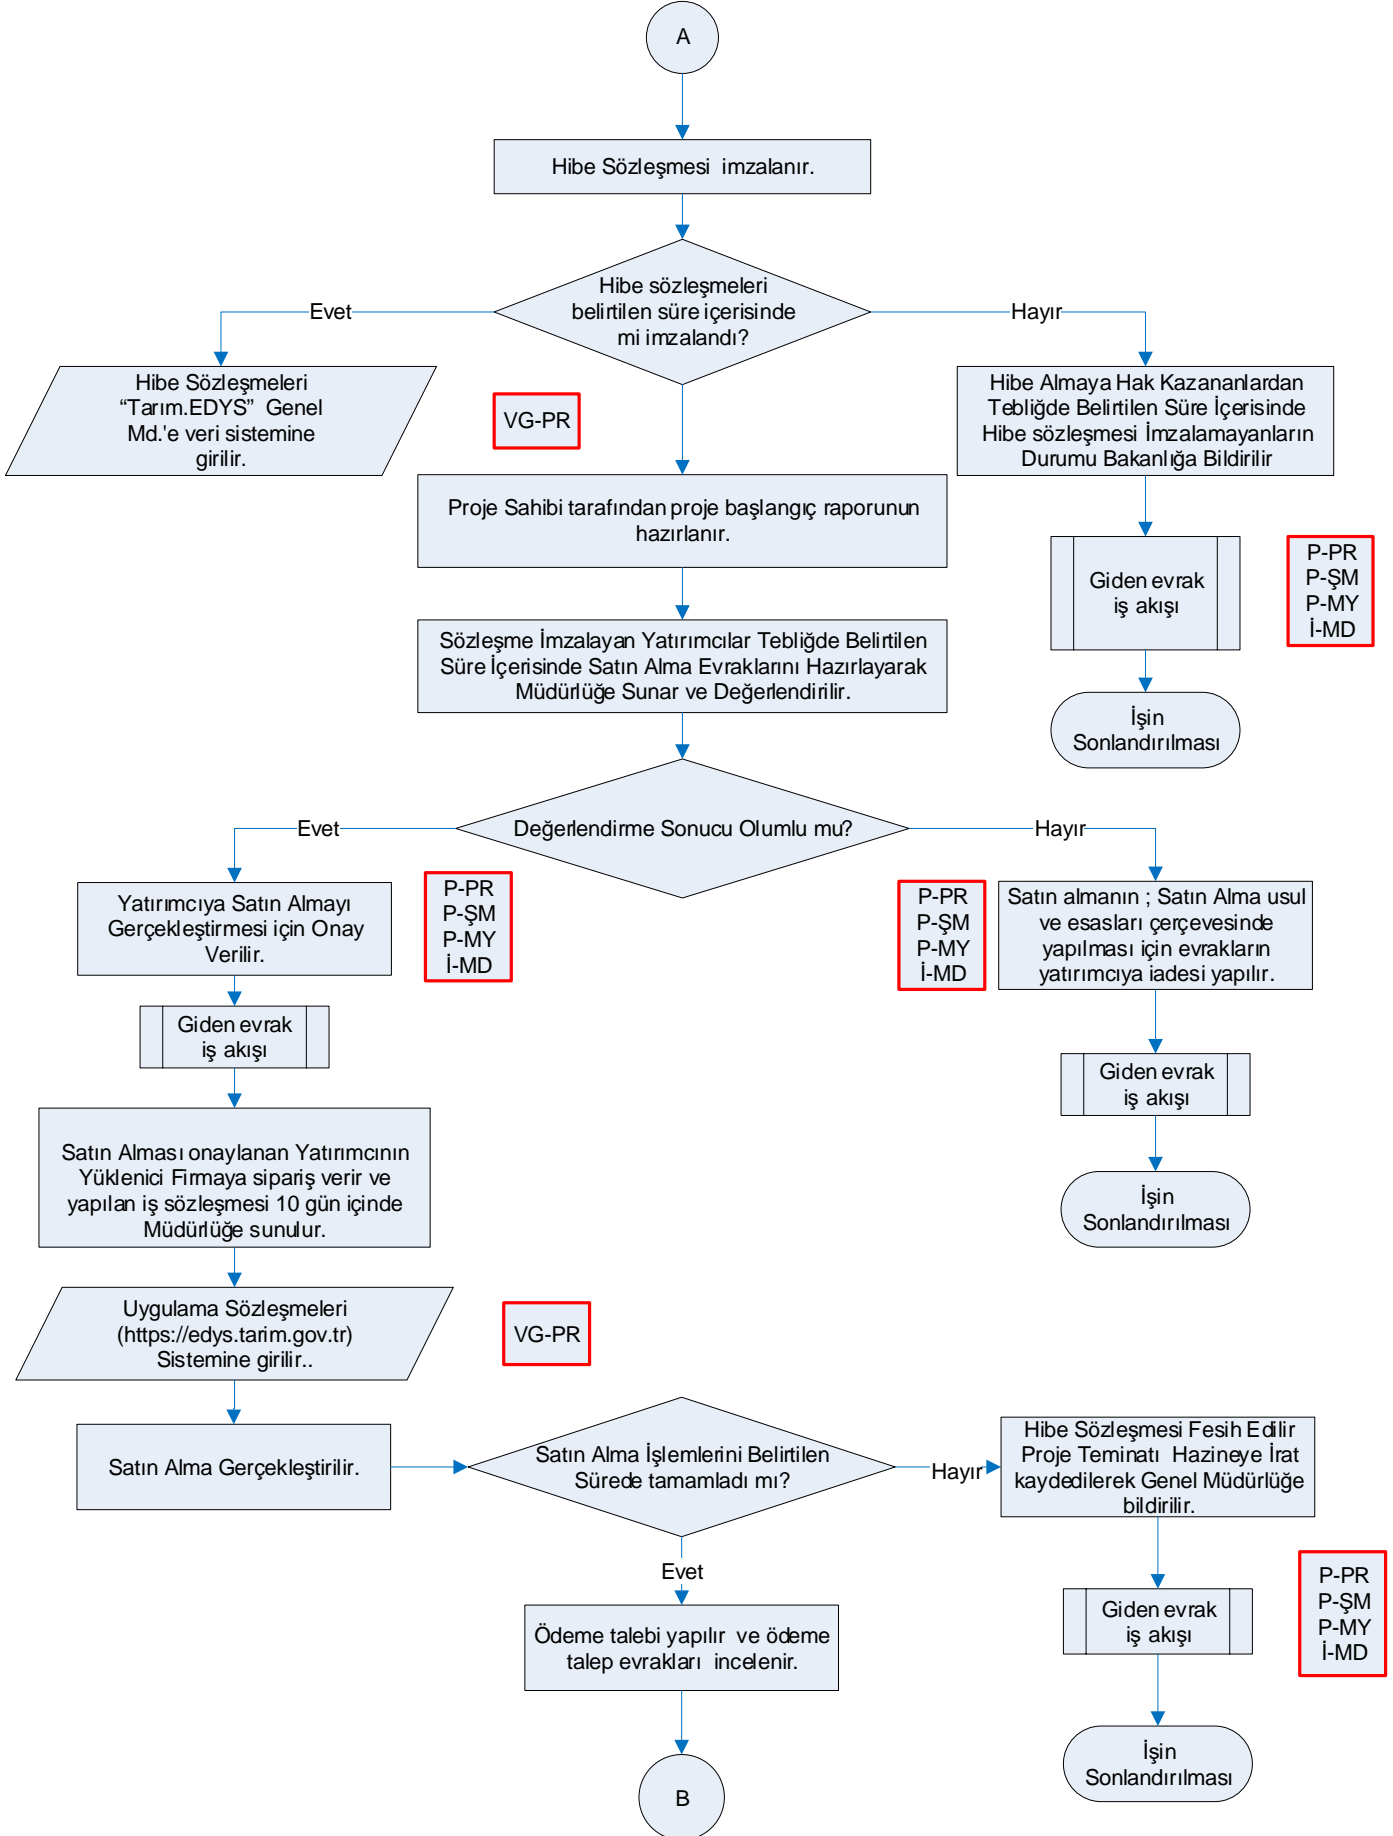 A
Hibe Sözleşmesi imzalanır.
Hibe sözleşmeleri
belirtilen süre içerisinde
mi imzalandı?
Evet
Hayır
Hibe Sözleşmeleri
“Tarım.EDYS” Genel
Md.'e veri sistemine
girilir.
VG-PR
Hibe Almaya Hak Kazananlardan
Tebliğde Belirtilen Süre İçerisinde
Hibe sözleşmesi İmzalamayanların
Durumu Bakanlığa Bildirilir
Proje Sahibi tarafından proje başlangıç raporunun
hazırlanır.
Giden evrak
iş akışı
P-PR
P-ŞM
P-MY
İ-MD
Sözleşme İmzalayan Yatırımcılar Tebliğde Belirtilen
Süre İçerisinde Satın Alma Evraklarını Hazırlayarak
Müdürlüğe Sunar ve Değerlendirilir.
İşin
Sonlandırılması
Değerlendirme Sonucu Olumlu mu?
Evet
Hayır
Yatırımcıya Satın Almayı
Gerçekleştirmesi için Onay
Verilir.
P-PR
P-ŞM
P-MY
İ-MD
P-PR
P-ŞM
P-MY
İ-MD
Satın almanın ; Satın Alma usul
ve esasları çerçevesinde
yapılması için evrakların
yatırımcıya iadesi yapılır.
Giden evrak
iş akışı
Giden evrak
iş akışı
Satın Alması onaylanan Yatırımcının
Yüklenici Firmaya sipariş verir ve
yapılan iş sözleşmesi 10 gün içinde
Müdürlüğe sunulur.
İşin
Sonlandırılması
Uygulama Sözleşmeleri
(https://edys.tarim.gov.tr)
Sistemine girilir..
VG-PR
Satın Alma Gerçekleştirilir.
Satın Alma İşlemlerini Belirtilen
Sürede tamamladı mı?
Hayır
Hibe Sözleşmesi Fesih Edilir
Proje Teminatı Hazineye İrat
kaydedilerek Genel Müdürlüğe
bildirilir.
Evet
Ödeme talebi yapılır ve ödeme
talep evrakları incelenir.
Giden evrak
iş akışı
P-PR
P-ŞM
P-MY
İ-MD
İşin
Sonlandırılması
B